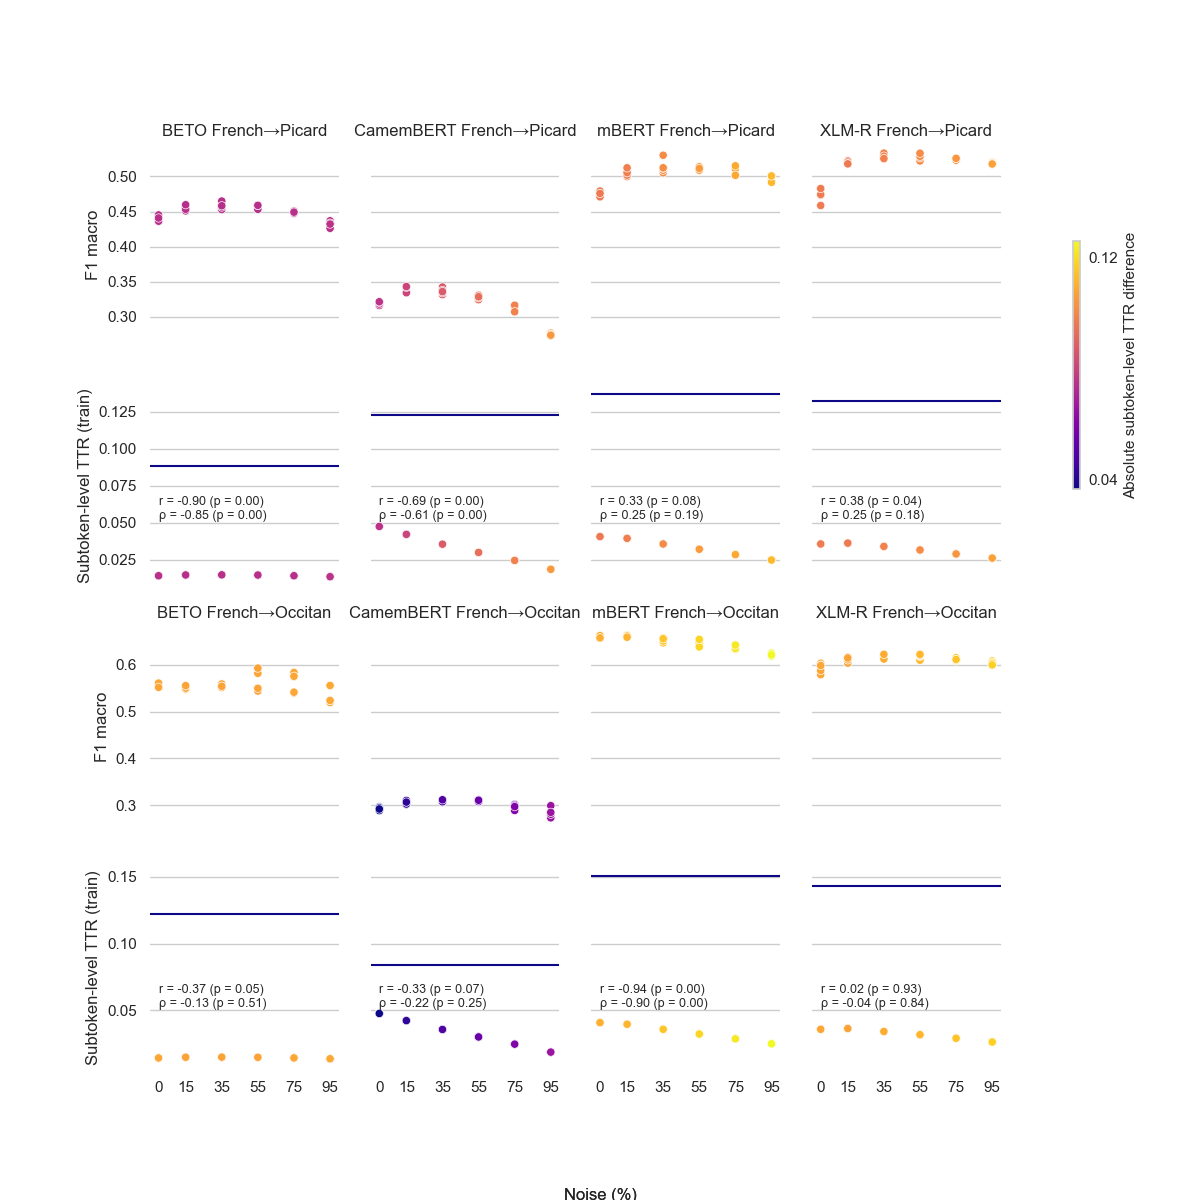 BETO French→Picard
CamemBERT French→Picard
mBERT French→Picard
XLM-R French→Picard
F1 macro
0.50
0.45
0.40
0.35
0.30
0.12
0.04
Absolute subtoken-level TTR difference
Subtoken-level TTR (train)
0.125
0.100
0.075
0.050
0.025
r = -0.90 (p = 0.00)
ρ = -0.85 (p = 0.00)
r = -0.69 (p = 0.00)
ρ = -0.61 (p = 0.00)
r = 0.33 (p = 0.08)
ρ = 0.25 (p = 0.19)
r = 0.38 (p = 0.04)
ρ = 0.25 (p = 0.18)
BETO French→Occitan
CamemBERT French→Occitan
mBERT French→Occitan
XLM-R French→Occitan
F1 macro
0.6
0.5
0.4
0.3
Subtoken-level TTR (train)
0.15
0.10
0.05
r = -0.37 (p = 0.05)
ρ = -0.13 (p = 0.51)
r = -0.33 (p = 0.07)
ρ = -0.22 (p = 0.25)
r = -0.94 (p = 0.00)
ρ = -0.90 (p = 0.00)
r = 0.02 (p = 0.93)
ρ = -0.04 (p = 0.84)
0 15 35 55 75 95
0 15 35 55 75 95
0 15 35 55 75 95
0 15 35 55 75 95
Noise (%)